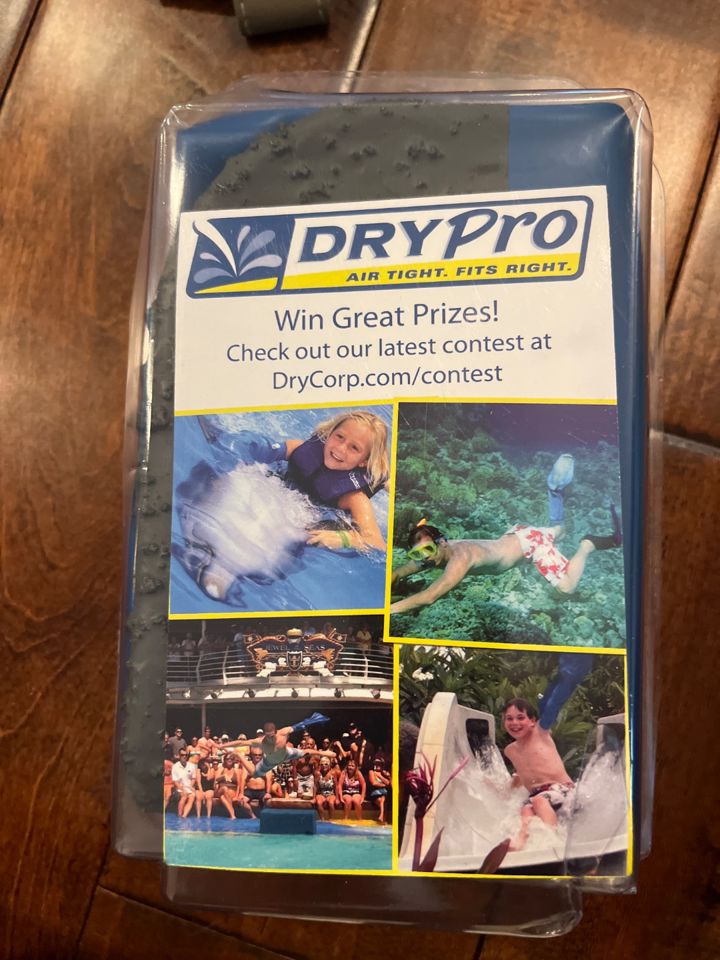 DRYPro
AIR TIGHT. FITS RIGHT.
Win Great Prizes!
Check out our latest contest at
DryCorp.com/contest